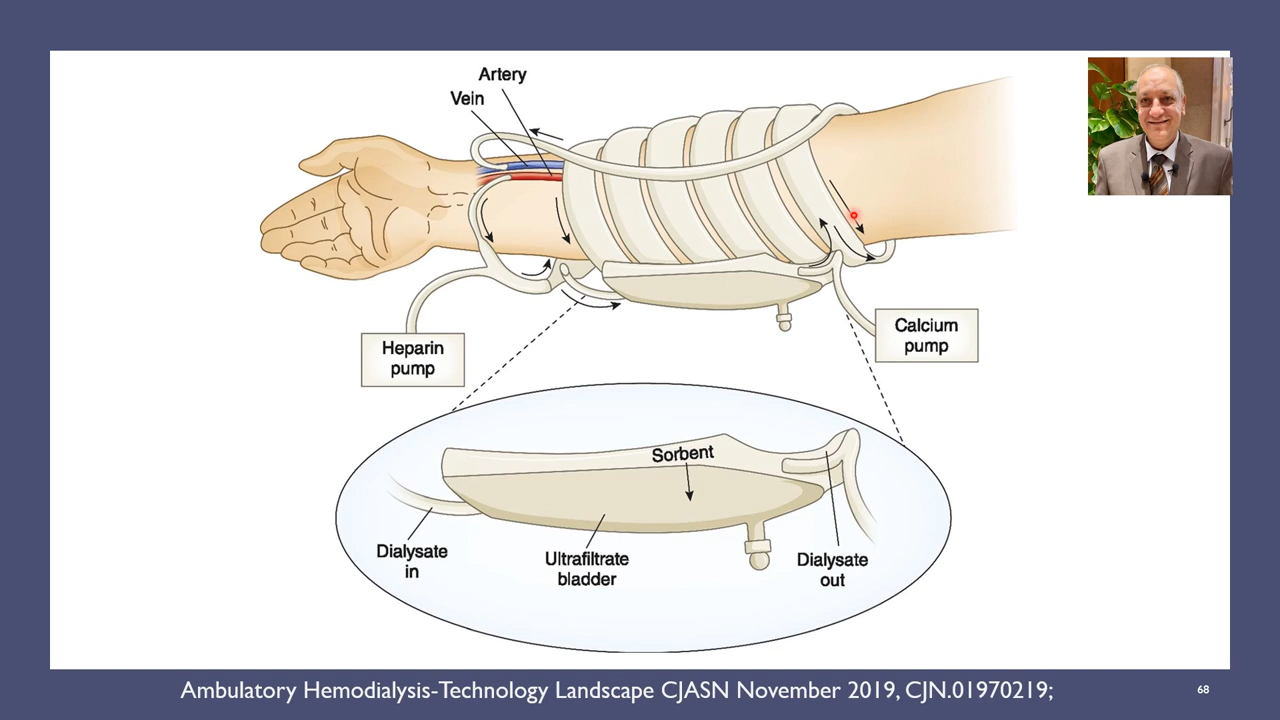 Artery
Vein
Heparin
pump
Calcium
pump
Sorbent
Dialysate
in
Ultrafiltrate
bladder
Dialysate
out
Ambulatory Hemodialysis-Technology Landscape CJASN November 2019, CJN.01970219;
68